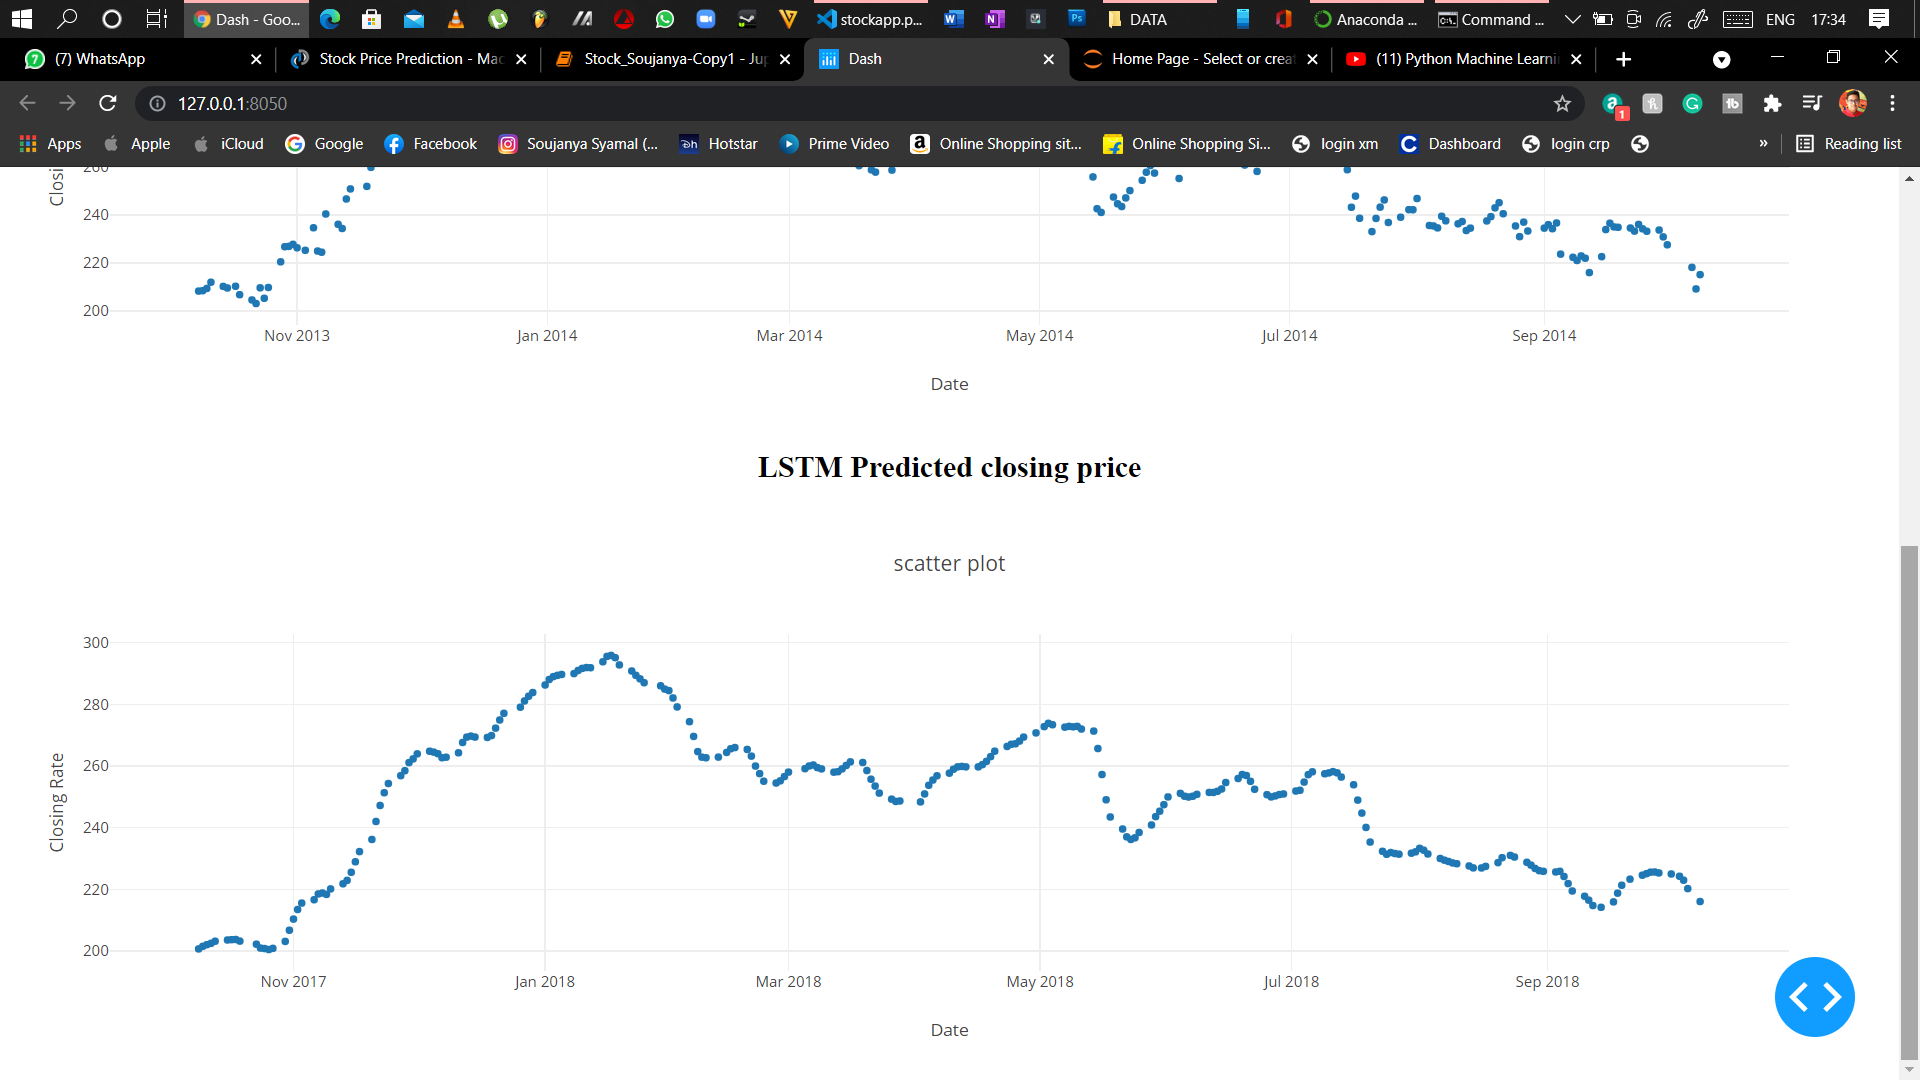 Dash - Goo...
stockapp.p...
DATA
Anaconda ...
Command ...
ENG
17:34
(7) WhatsApp
Stock Price Prediction - Mac
Stock_Soujanya-Copy1 - Jup
Dash
Home Page - Select or creat
(11) Python Machine Learni
127.0.0.1:8050
1
Apps
Apple
iCloud
Google
Facebook
Soujanya Syamal (...
Hotstar
Prime Video
Online Shopping sit...
Online Shopping Si...
login xm
Dashboard
login crp
»
Reading list
Closi
260
240
220
200
Nov 2013
Jan 2014
Mar 2014
May 2014
Jul 2014
Sep 2014
Date
LSTM Predicted closing price
scatter plot
Closing Rate
300
280
260
240
220
200
Nov 2017
Jan 2018
Mar 2018
May 2018
Jul 2018
Sep 2018
Date